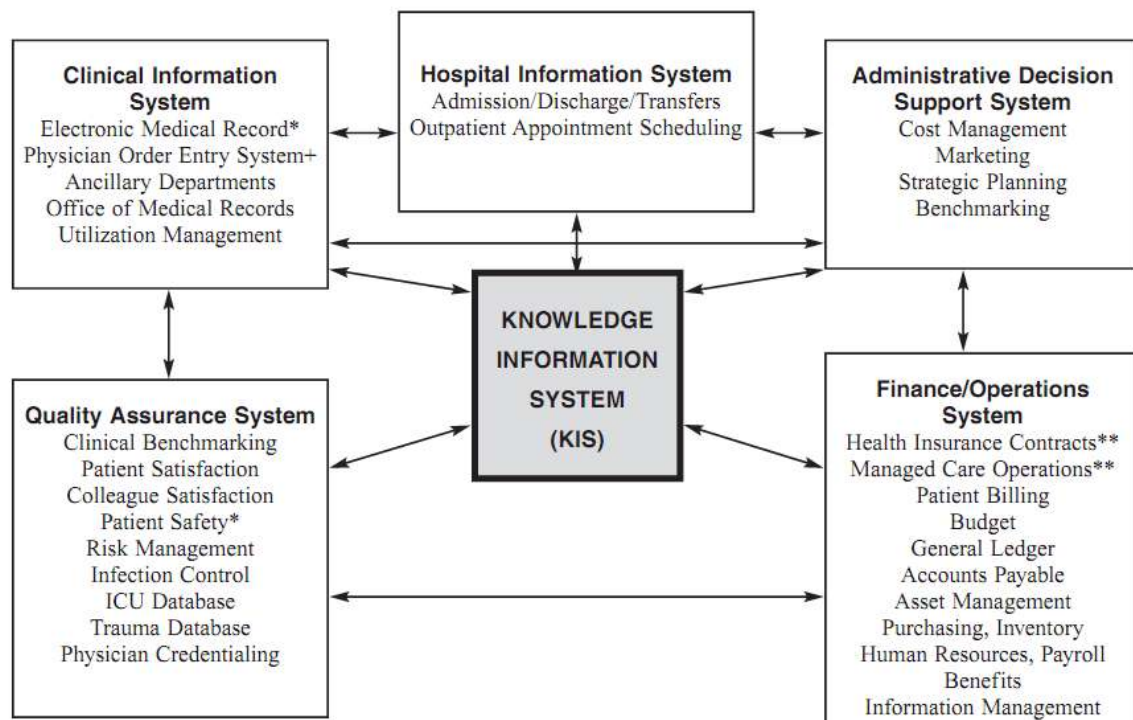 Clinical Information
System
Electronic Medical Record*
Physician Order Entry System+
Ancillary Departments
Office of Medical Records
Utilization Management
Hospital Information System
Admission/Discharge/Transfers
Outpatient Appointment Scheduling
Administrative Decision
Support System
Cost Management
Marketing
Strategic Planning
Benchmarking
KNOWLEDGE
INFORMATION
SYSTEM
(KIS)
Quality Assurance System
Clinical Benchmarking
Patient Satisfaction
Colleague Satisfaction
Patient Safety*
Risk Management
Infection Control
ICU Database
Trauma Database
Physician Credentialing
Finance/Operations
System
Health Insurance Contracts**
Managed Care Operations**
Patient Billing
Budget
General Ledger
Accounts Payable
Asset Management
Purchasing, Inventory
Human Resources, Payroll
Benefits
Information Management